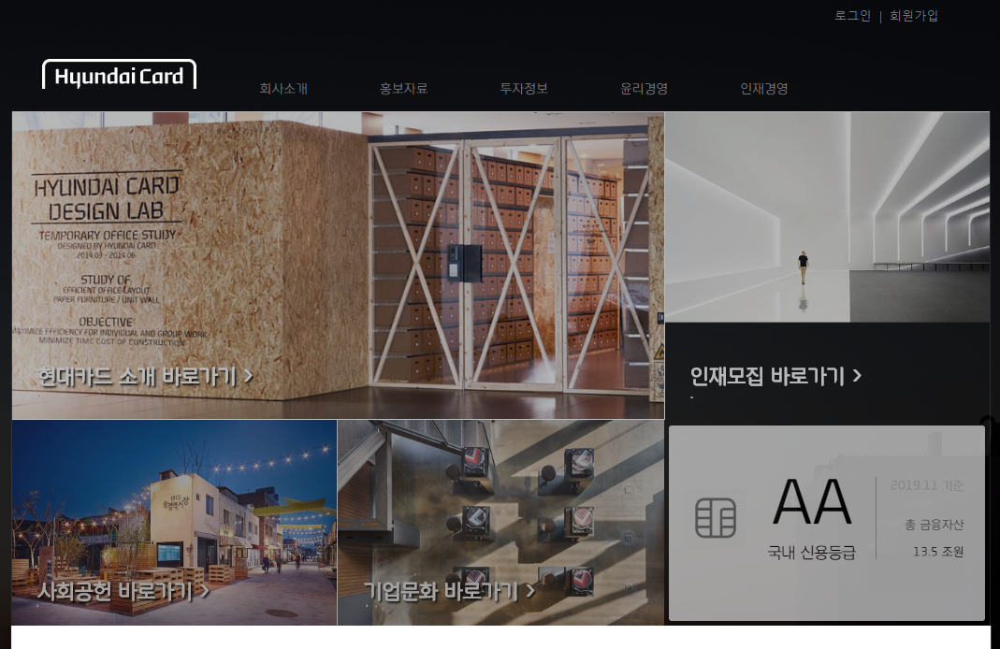 로그인 | 회원가입
Hyundai Card
회사소개 홍보자료 투자정보 윤리경영 인재경영
HYUNDAI CARD
DESIGN LAB
TEMPORARY OFFICE STUDY
DESIGNED BY HYUNDAI CARD
2014.03 - 2014.06
STUDY OF
EFFICIENT OFFICE LAYOUT
PAPER FURNITURE / UNIT WALL
OBJECTIVE
MAXIMIZE EFFICIENCY FOR INDIVIDUAL AND GROUP WORK
MINIMIZE TIME COST OF CONSTRUCTION
현대카드 소개 바로가기 >
인재모집 바로가기 >
-
1913
송정역시장
사회공헌 바로가기 >
기업문화 바로가기 >
AA
국내 신용등급
2019.11 기준
총 금융자산
13.5 조원